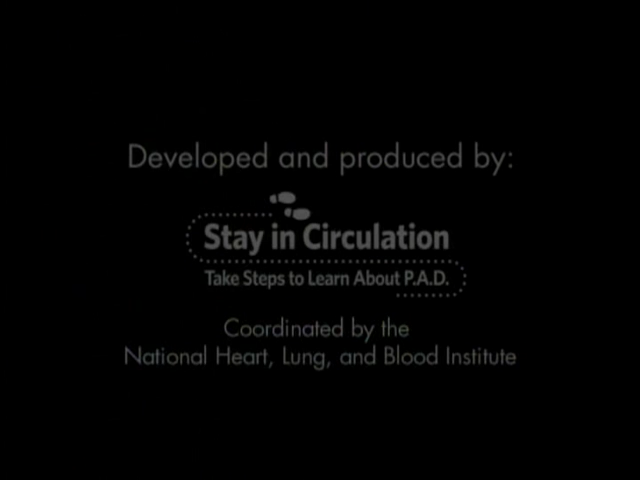 Developed and produced by:
Stay in Circulation
Take Steps to Learn About P.A.D.
Coordinated by the
National Heart, Lung, and Blood Institute